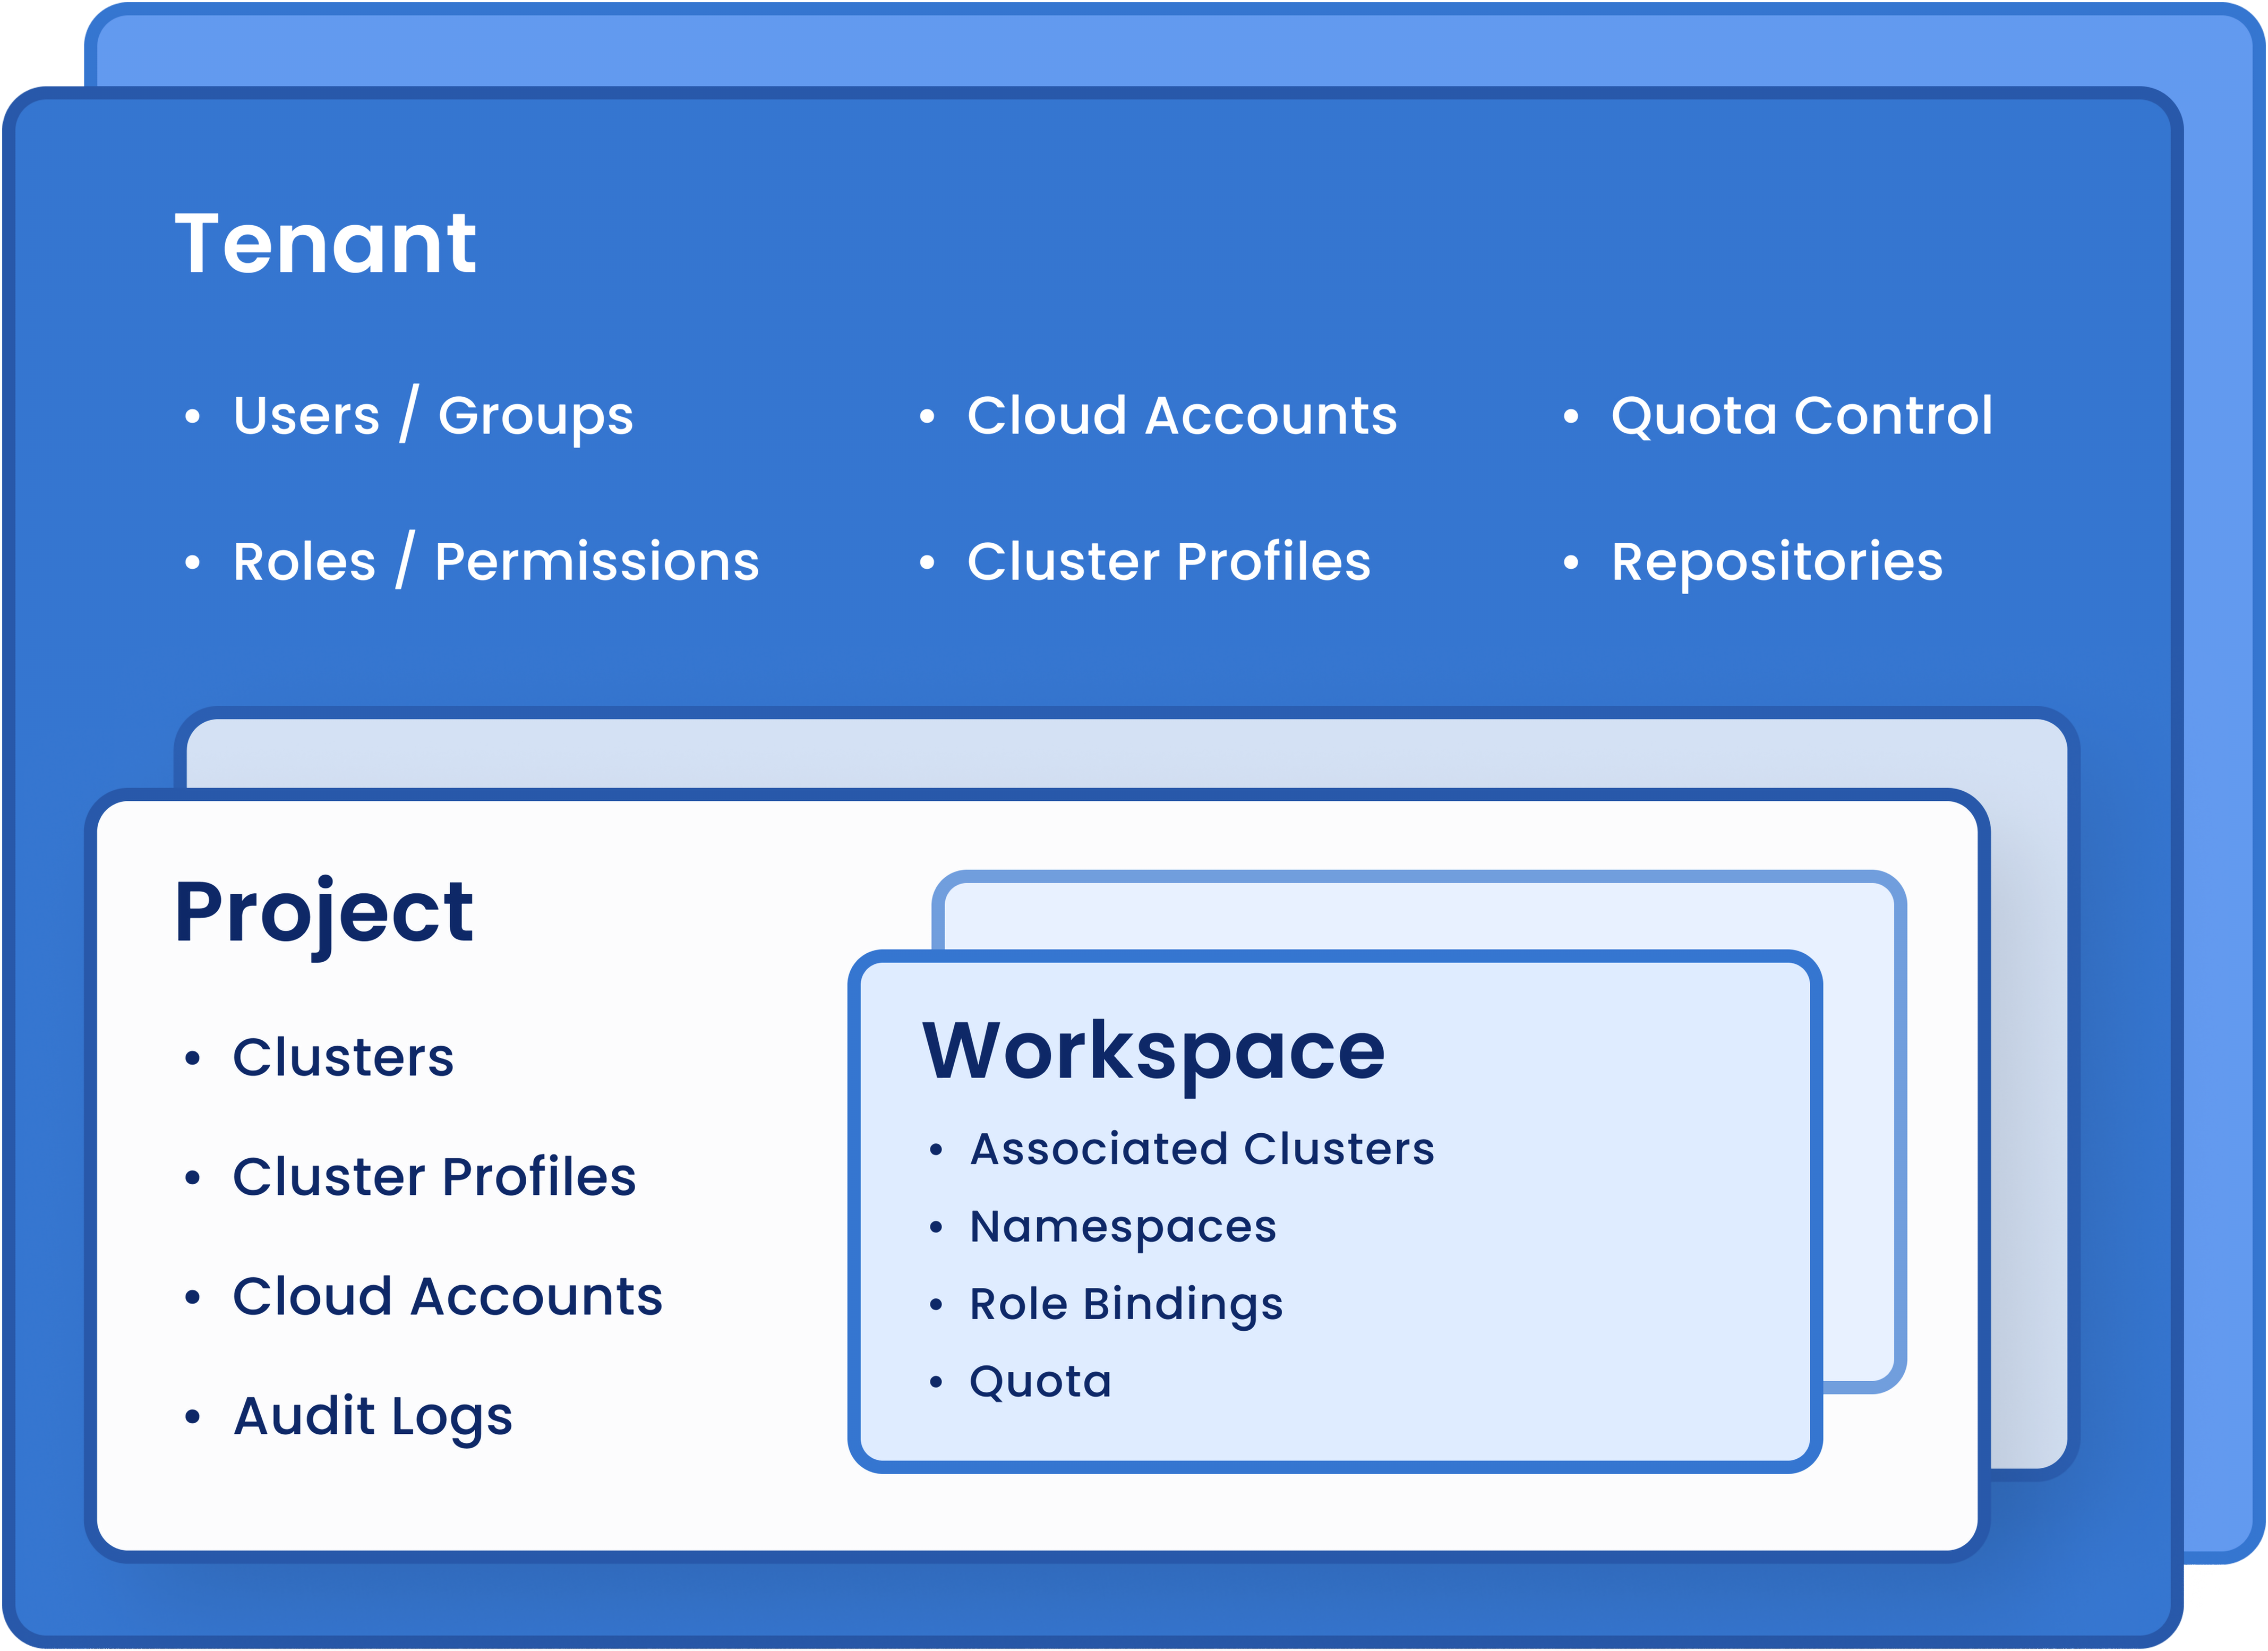 Tenant
• Users / Groups
• Cloud Accounts
• Quota Control
• Roles / Permissions
• Cluster Profiles
• Repositories
Project
• Clusters
• Cluster Profiles
• Cloud Accounts
• Audit Logs
Workspace
• Associated Clusters
• Namespaces
• Role Bindings
• Quota